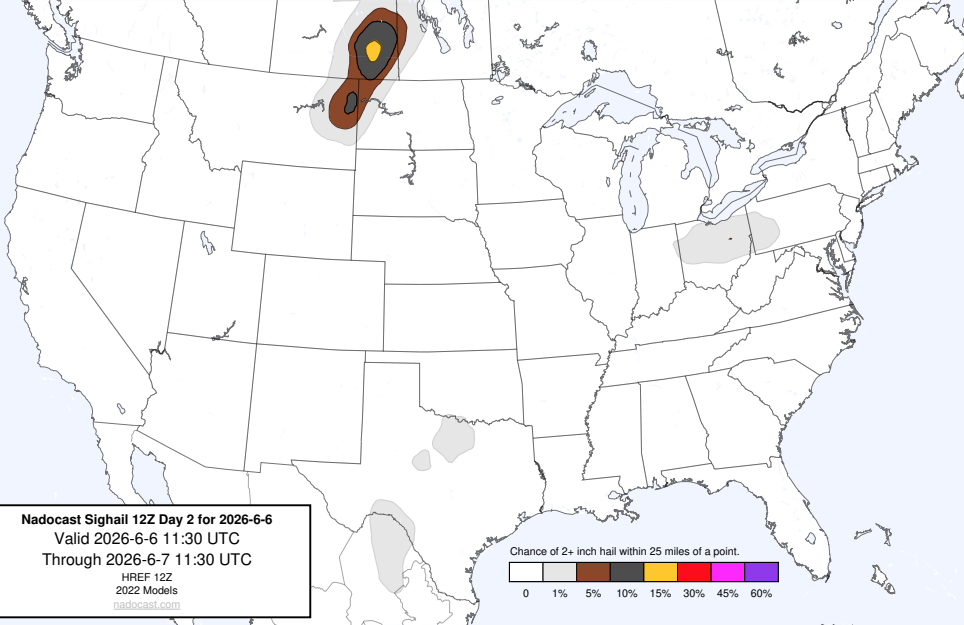 Nadocast Sighail 12Z Day 2 for 2026-6-6
Valid 2026-6-6 11:30 UTC
Through 2026-6-7 11:30 UTC
HREF 12Z
2022 Models
nadocast.com
Chance of 2+ inch hail within 25 miles of a point.
0 1% 5% 10% 15% 30% 45% 60%